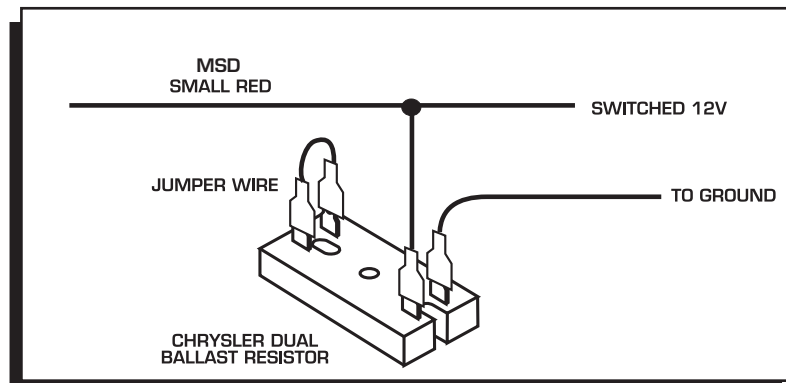 MSD
SMALL RED
SWITCHED 12V
JUMPER WIRE
TO GROUND
CHRYSLER DUAL
BALLAST RESISTOR